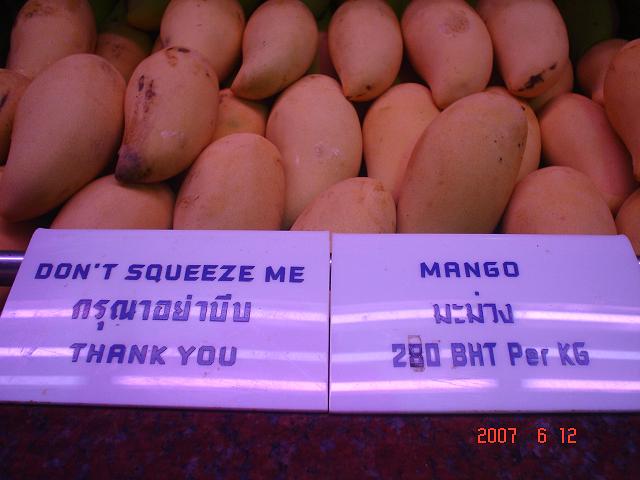 DON'T SQUEEZE ME
กรุณาอย่าบีบ
THANK YOU
MANGO
มะม่วง
280 BHT Per KG
2007 6 12